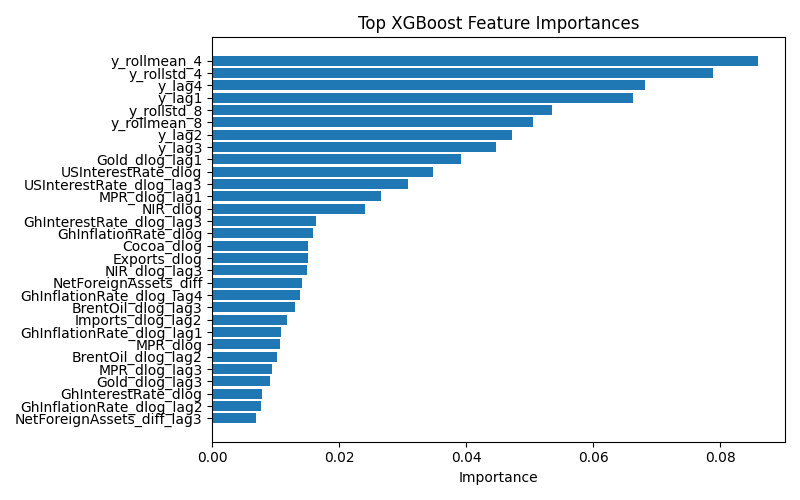 Top XGBoost Feature Importances
y_rollmean_4
y_rollstd_4
y_lag4
y_lag1
y_rollstd_8
y_rollmean_8
y_lag2
y_lag3
Gold_dlog_lag1
USInterestRate_dlog
USInterestRate_dlog_lag3
MPR_dlog_lag1
NIR_dlog
GhInterestRate_dlog_lag3
GhInflationRate_dlog
Cocoa_dlog
Exports_dlog
NIR_dlog_lag3
NetForeignAssets_diff
GhInflationRate_dlog_lag4
BrentOil_dlog_lag3
Imports_dlog_lag2
GhInflationRate_dlog_lag1
MPR_dlog
BrentOil_dlog_lag2
MPR_dlog_lag3
Gold_dlog_lag3
GhInterestRate_dlog
GhInflationRate_dlog_lag2
NetForeignAssets_diff_lag3
0.00 0.02 0.04 0.06 0.08
Importance